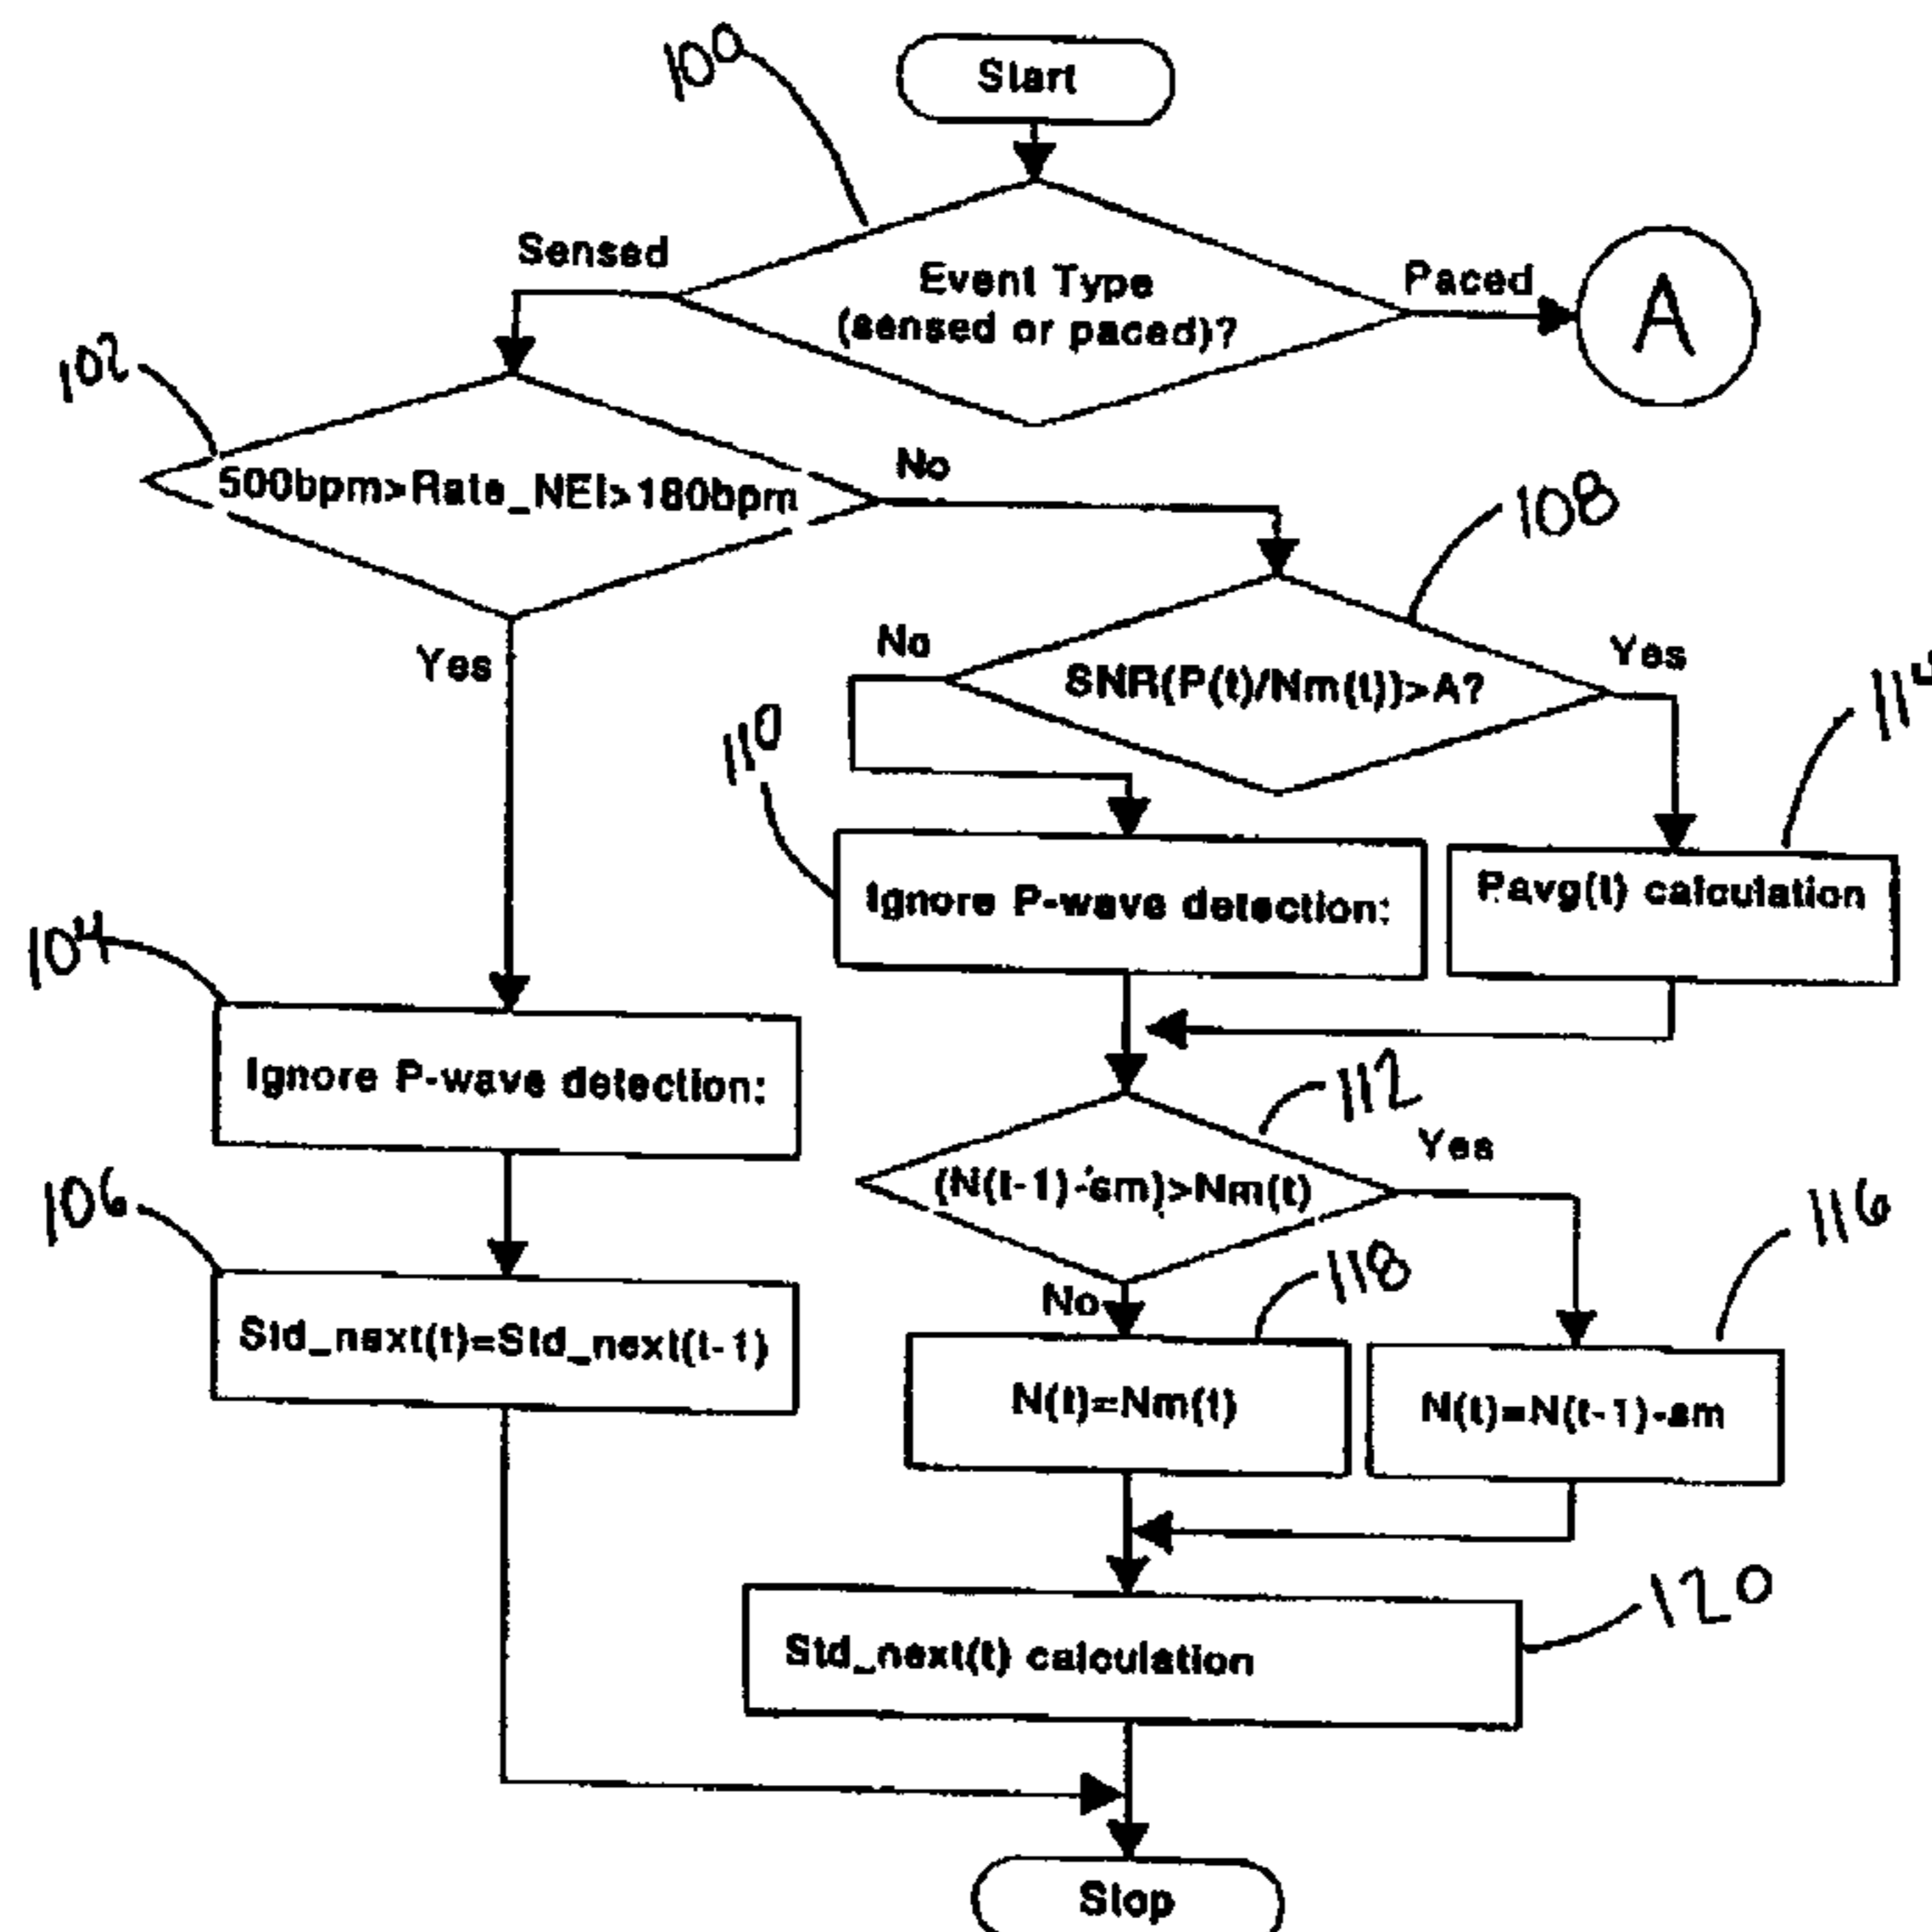 100
Start
Sensed
Event Type
(sensed or paced)?
Paced
A
102
500bpm>Rate_NEI>180bpm
No
108
Yes
No
SNR(P(t)/Nm(t))>A?
Yes
110
Ignore P-wave detection:
Pavg(t) calculation
104
Ignore P-wave detection:
112
Yes
(N(t-1)-sm)>Nm(t)
106
116
Std_next(t)=Std_next(t-1)
No
118
N(t)=Nm(t)
N(t)=N(t-1)-sm
120
Std_next(t) calculation
Stop